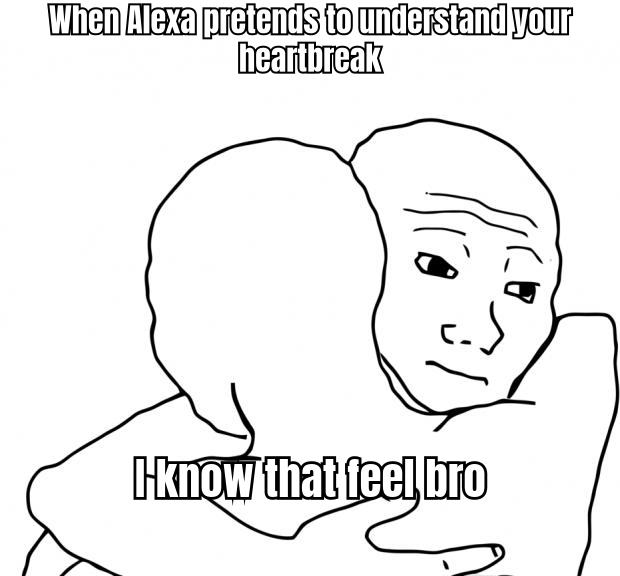 When Alexa pretends to understand your
heartbreak
I know that feel bro